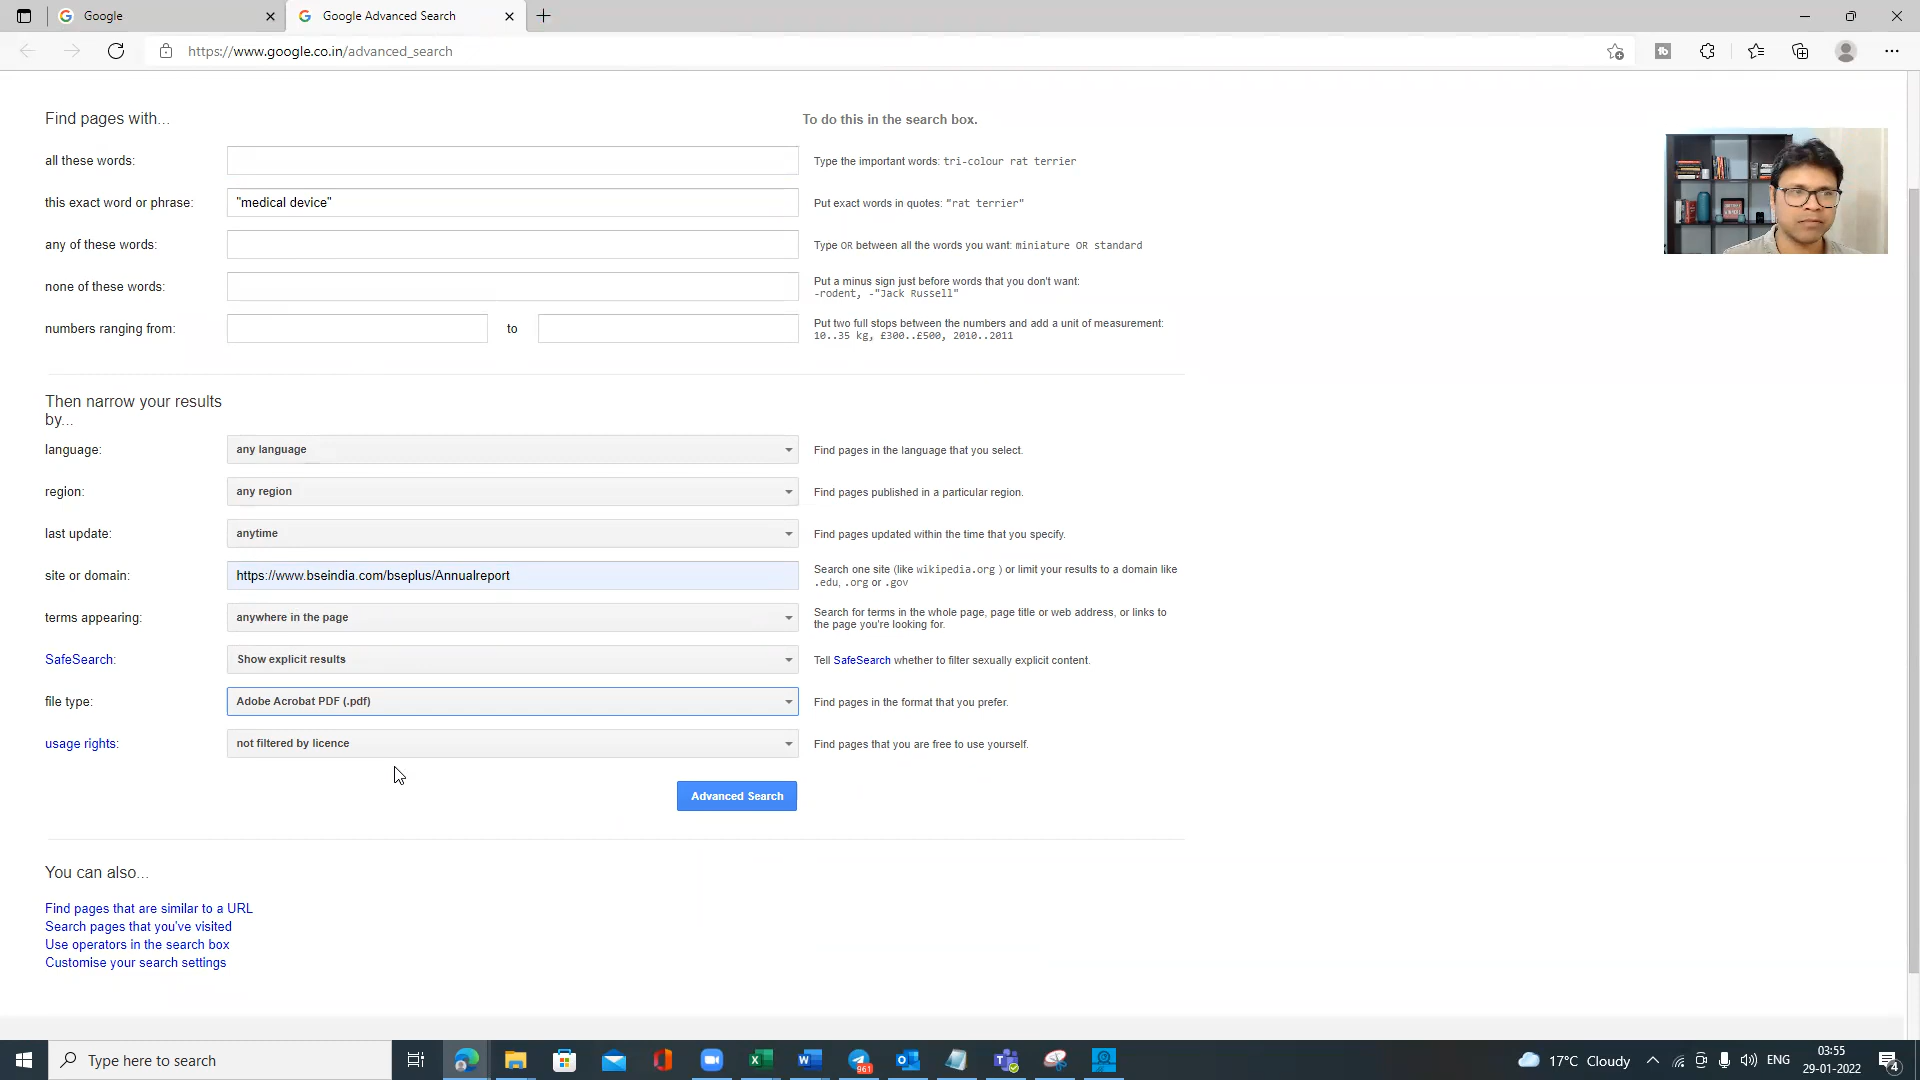 Google
Google Advanced Search
https://www.google.co.in/advanced_search
Find pages with...
To do this in the search box.
all these words:
Type the important words: tri-colour rat terrier
this exact word or phrase:
"medical device"
Put exact words in quotes: "rat terrier"
any of these words:
Type OR between all the words you want: miniature OR standard
none of these words:
Put a minus sign just before words that you don't want:
-rodent, -"Jack Russell"
numbers ranging from:
to
Put two full stops between the numbers and add a unit of measurement:
10..35 kg, £300..£500, 2010..2011
Then narrow your results
by...
language:
any language
Find pages in the language that you select.
region:
any region
Find pages published in a particular region.
last update:
anytime
Find pages updated within the time that you specify.
site or domain:
https://www.bseindia.com/bseplus/Annualreport
Search one site (like wikipedia.org ) or limit your results to a domain like
.edu, .org or .gov
terms appearing:
anywhere in the page
Search for terms in the whole page, page title or web address, or links to
the page you're looking for.
SafeSearch:
Show explicit results
Tell SafeSearch whether to filter sexually explicit content.
file type:
Adobe Acrobat PDF (.pdf)
Find pages in the format that you prefer.
usage rights:
not filtered by licence
Find pages that you are free to use yourself.
Advanced Search
You can also...
Find pages that are similar to a URL
Search pages that you've visited
Use operators in the search box
Customise your search settings
Type here to search
961
17°C Cloudy
ENG
03:55
29-01-2022
4